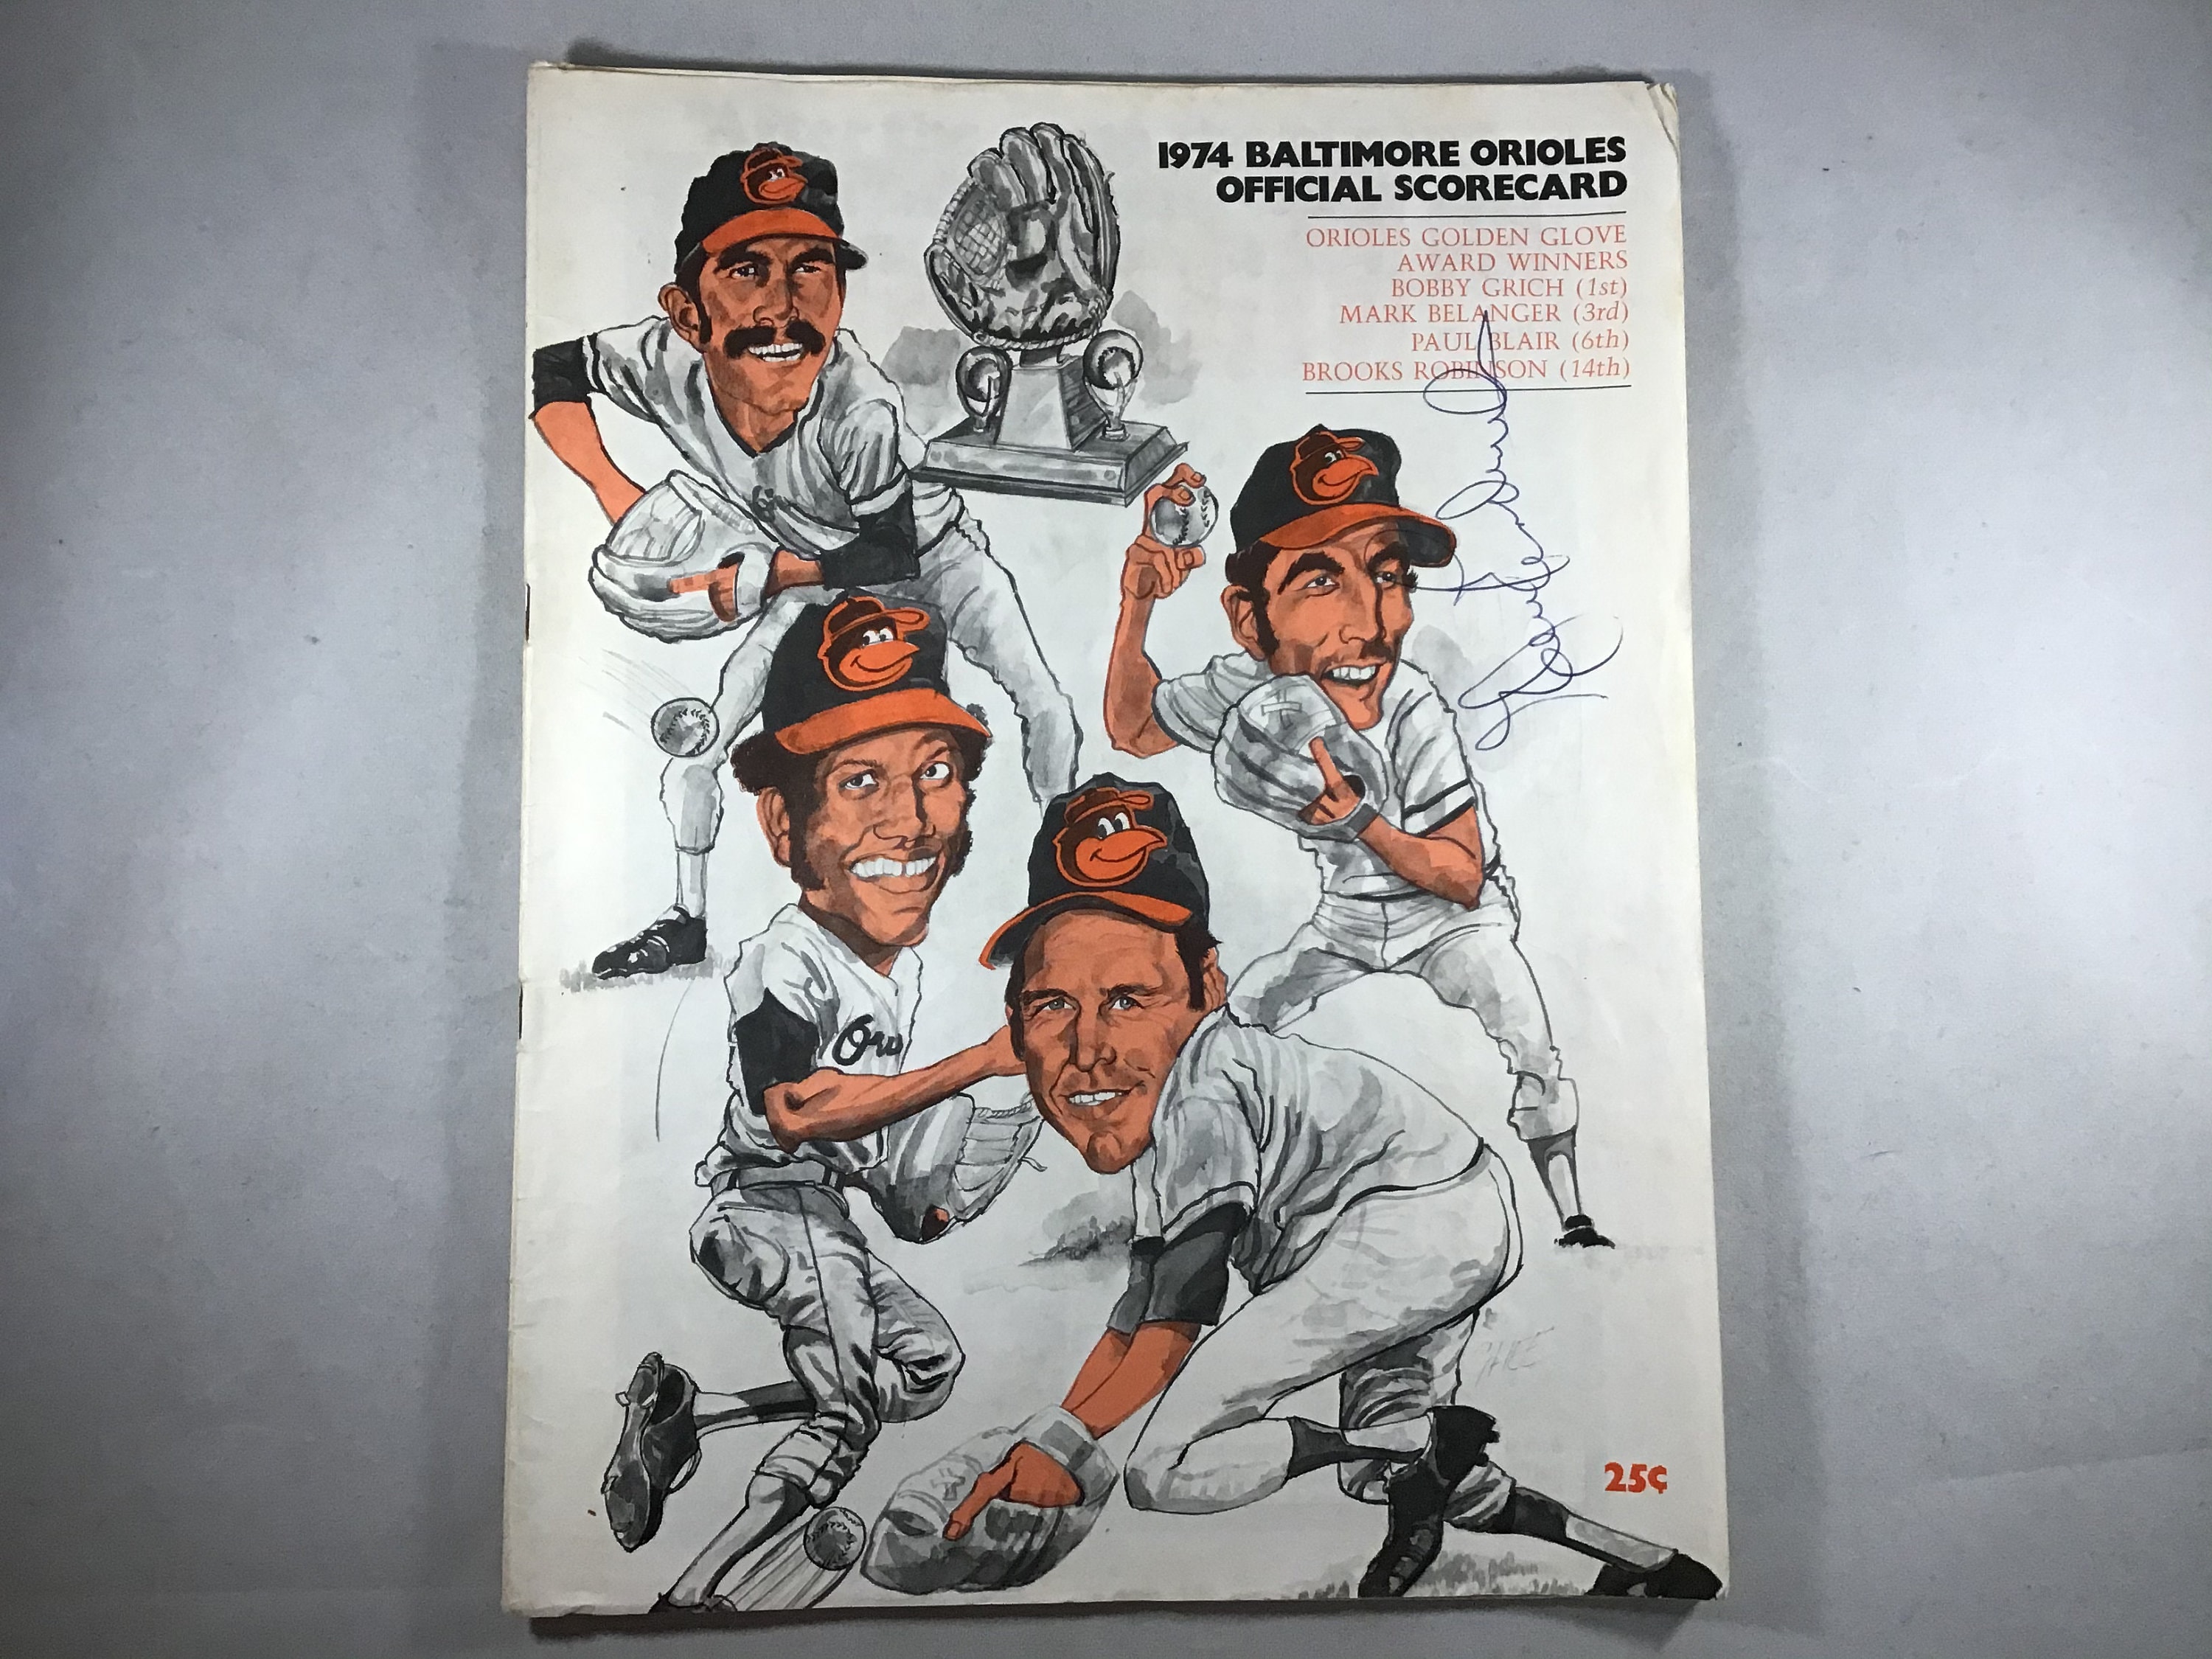 1974 BALTIMORE ORIOLES
OFFICIAL SCORECARD
ORIOLES GOLDEN GLOVE
AWARD WINNERS
BOBBY GRICH (1st)
MARK BELANGER (3rd)
PAUL BLAIR (6th)
BROOKS ROBINSON (14th)
Orio
25¢